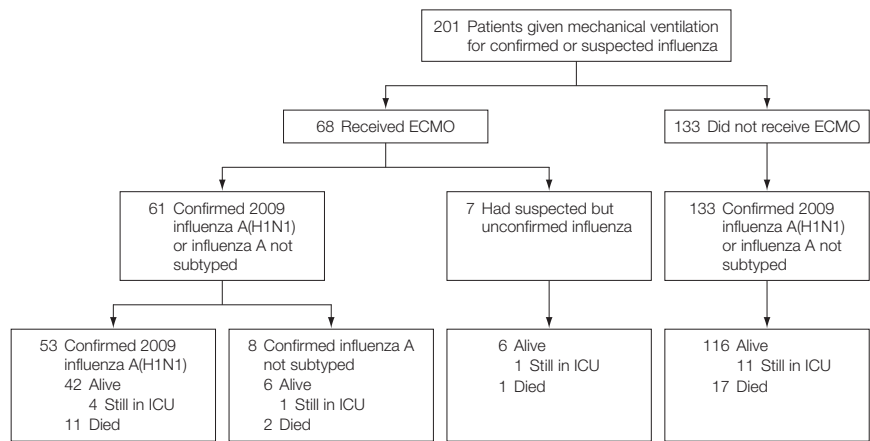 201 Patients given mechanical ventilation
for confirmed or suspected influenza
68 Received ECMO
133 Did not receive ECMO
61 Confirmed 2009
influenza A(H1N1)
or influenza A not
subtyped
7 Had suspected but
unconfirmed influenza
133 Confirmed 2009
influenza A(H1N1)
or influenza A not
subtyped
53 Confirmed 2009
influenza A(H1N1)
42 Alive
4 Still in ICU
11 Died
8 Confirmed influenza A
not subtyped
6 Alive
1 Still in ICU
2 Died
6 Alive
1 Still in ICU
1 Died
116 Alive
11 Still in ICU
17 Died